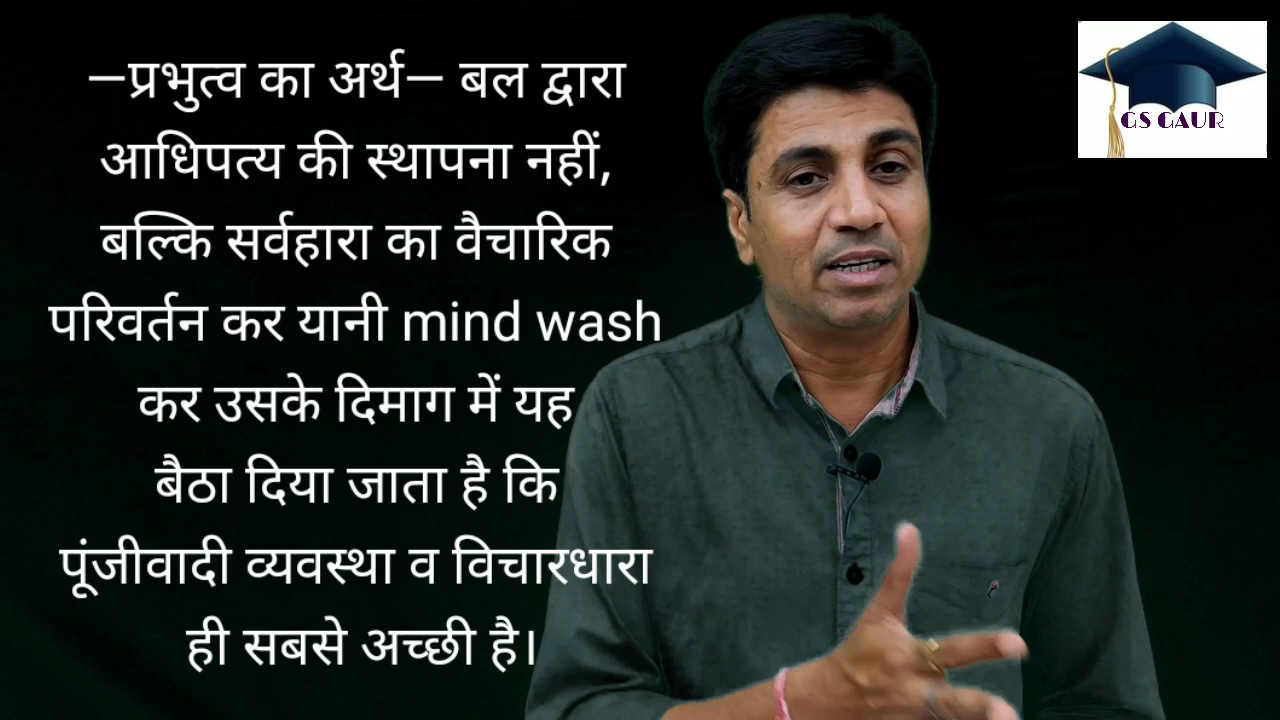 —प्रभुत्व का अर्थ— बल द्वारा
आधिपत्य की स्थापना नहीं,
बल्कि सर्वहारा का वैचारिक
परिवर्तन कर यानी mind wash
कर उसके दिमाग में यह
बैठा दिया जाता है कि
पूंजीवादी व्यवस्था व विचारधारा
ही सबसे अच्छी है।
GS GAUR